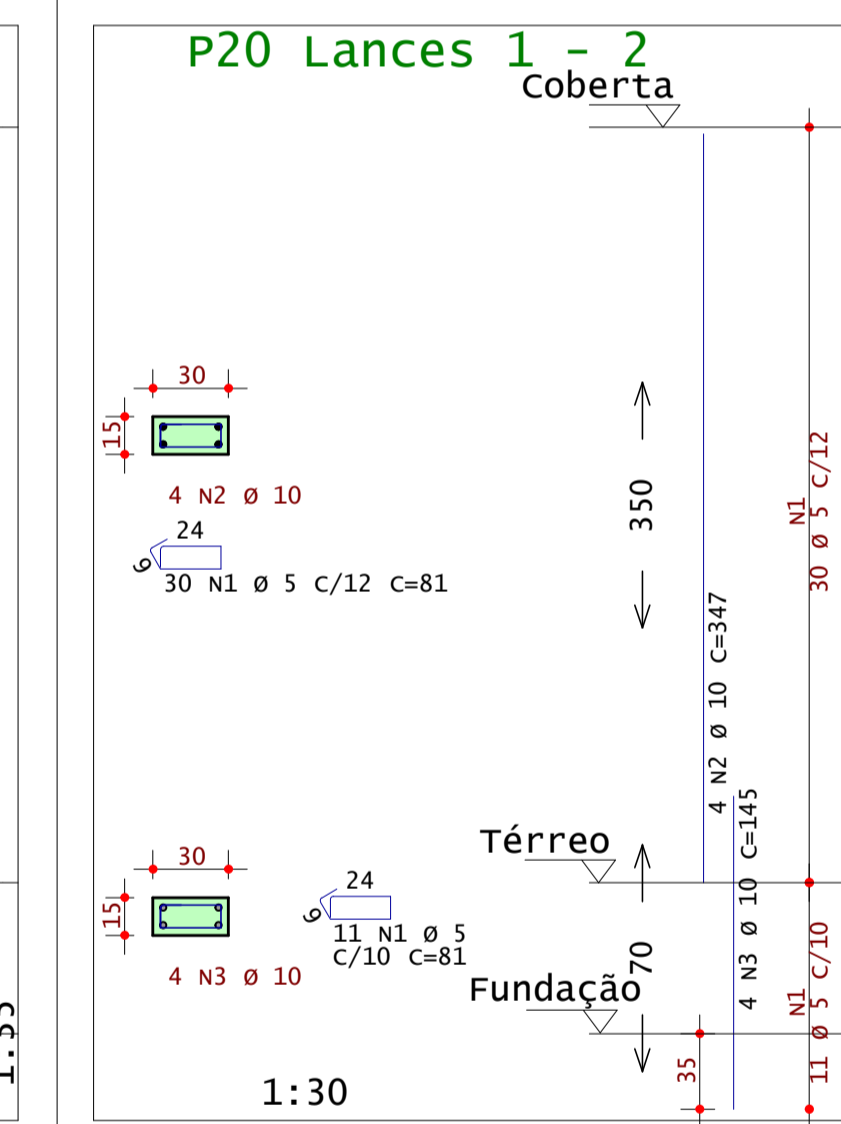 P20 Lances 1 - 2
Coberta
30
15
4 N2 Ø 10
24
9
30 N1 Ø 5 C/12 C=81
350
4 N2 Ø 10 C=347
N1
30 Ø 5 C/12
Térreo
30
15
4 N3 Ø 10
24
9
11 N1 Ø 5
C/10 C=81
70
4 N3 Ø 10 C=145
N1
11 Ø 5 C/10
Fundação
35
1:30